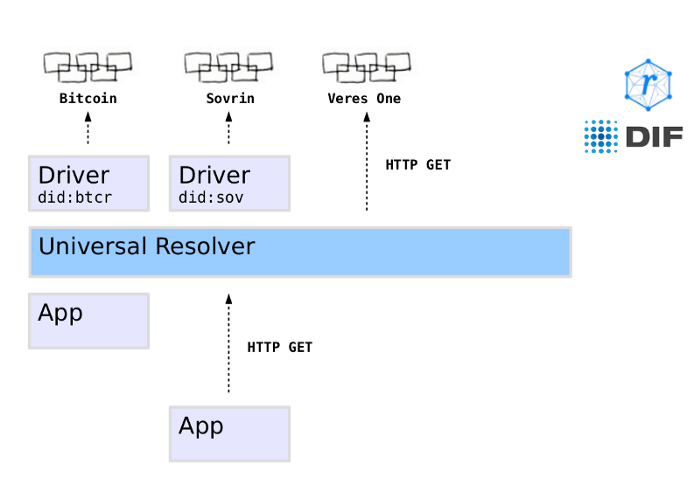 Bitcoin
Sovrin
Veres One
r
DIF
HTTP GET
Driver
did:btcr
Driver
did:sov
Universal Resolver
App
HTTP GET
App